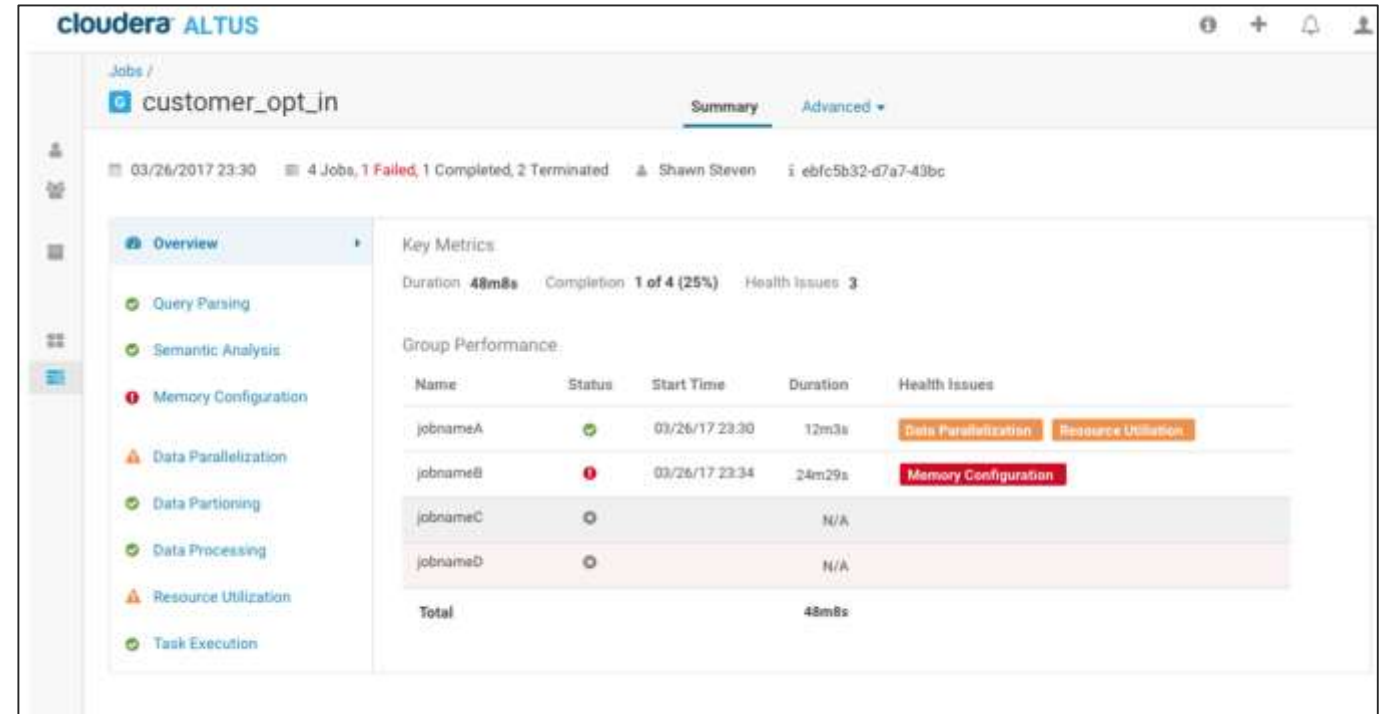 cloudera ALTUS
Jobs /
customer_opt_in
Summary Advanced
03/26/2017 23:30 4 Jobs, 1 Failed, 1 Completed, 2 Terminated Shawn Steven i ebfc5b32-d7a7-43bc
Overview
Query Parsing
Semantic Analysis
Memory Configuration
Data Parallelization
Data Partioning
Data Processing
Resource Utilization
Task Execution
Key Metrics
Duration 48m8s Completion 1 of 4 (25%) Health Issues 3
Group Performance
Name Status Start Time Duration Health Issues
jobnameA 03/26/17 23:30 12m3s Data Parallelization Resource Utiliation
jobnameB 03/26/17 23:34 24m29s Memory Configuration
jobnameC N/A
jobnameD N/A
Total 48m8s